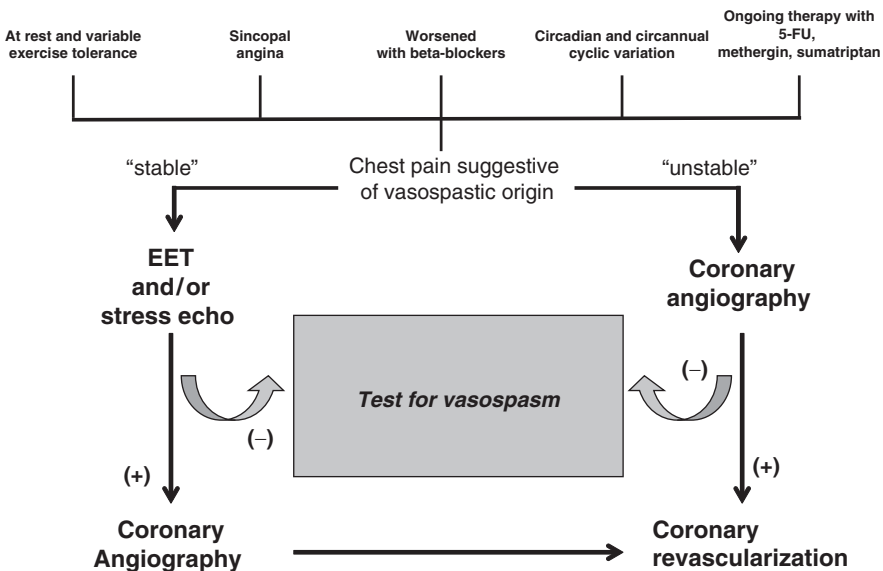 At rest and variable
exercise tolerance
Sincopal
angina
Worsened
with beta-blockers
Circadian and circannual
cyclic variation
Ongoing therapy with
5-FU,
methergin, sumatriptan
“stable”
Chest pain suggestive
of vasospastic origin
“unstable”
EET
and/or
stress echo
Coronary
angiography
Test for vasospasm
(–)
(–)
(+)
(+)
Coronary
Angiography
Coronary
revascularization